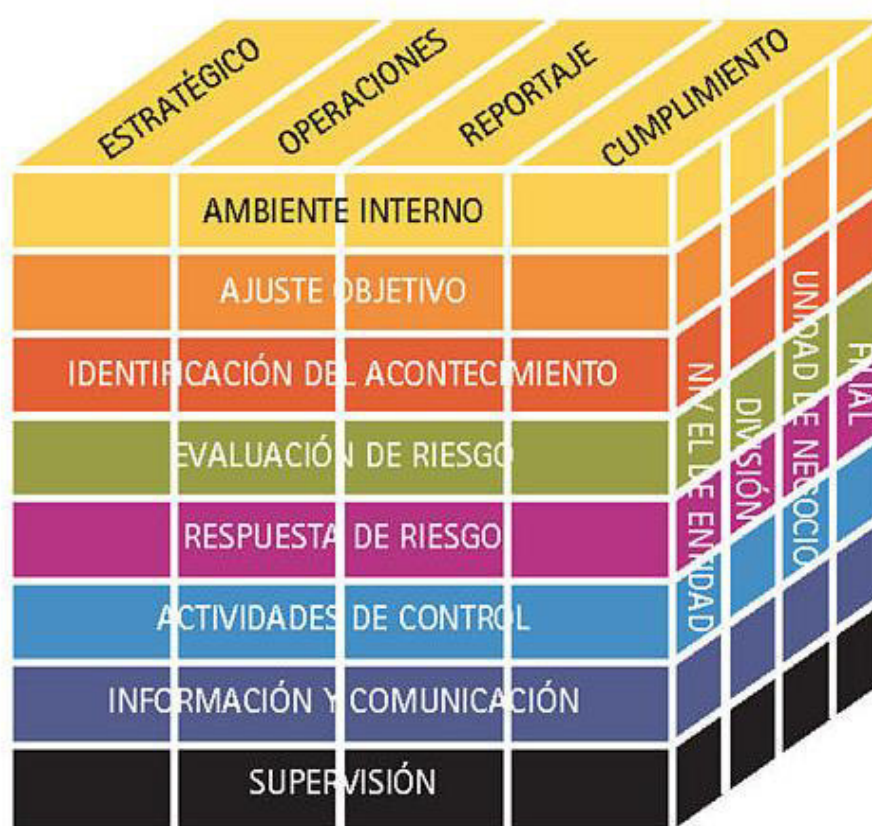 ESTRATÉGICO
OPERACIONES
REPORTAJE
CUMPLIMIENTO
AMBIENTE INTERNO
AJUSTE OBJETIVO
IDENTIFICACIÓN DEL ACONTECIMIENTO
EVALUACIÓN DE RIESGO
RESPUESTA DE RIESGO
ACTIVIDADES DE CONTROL
INFORMACIÓN Y COMUNICACIÓN
SUPERVISIÓN
NIVEL DE ENTIDAD
DIVISIÓN
UNIDAD DE NEGOCIO
FILIAL